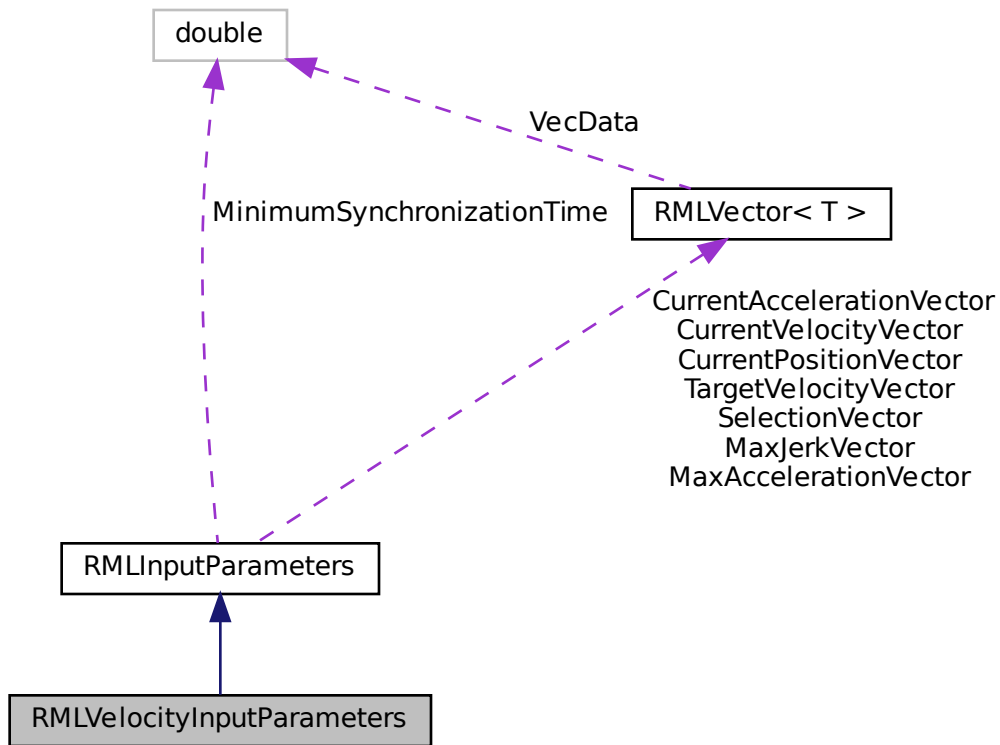 double
VecData
MinimumSynchronizationTime
RMLVector< T >
CurrentAccelerationVector
CurrentVelocityVector
CurrentPositionVector
TargetVelocityVector
SelectionVector
MaxJerkVector
MaxAccelerationVector
RMLInputParameters
RMLVelocityInputParameters